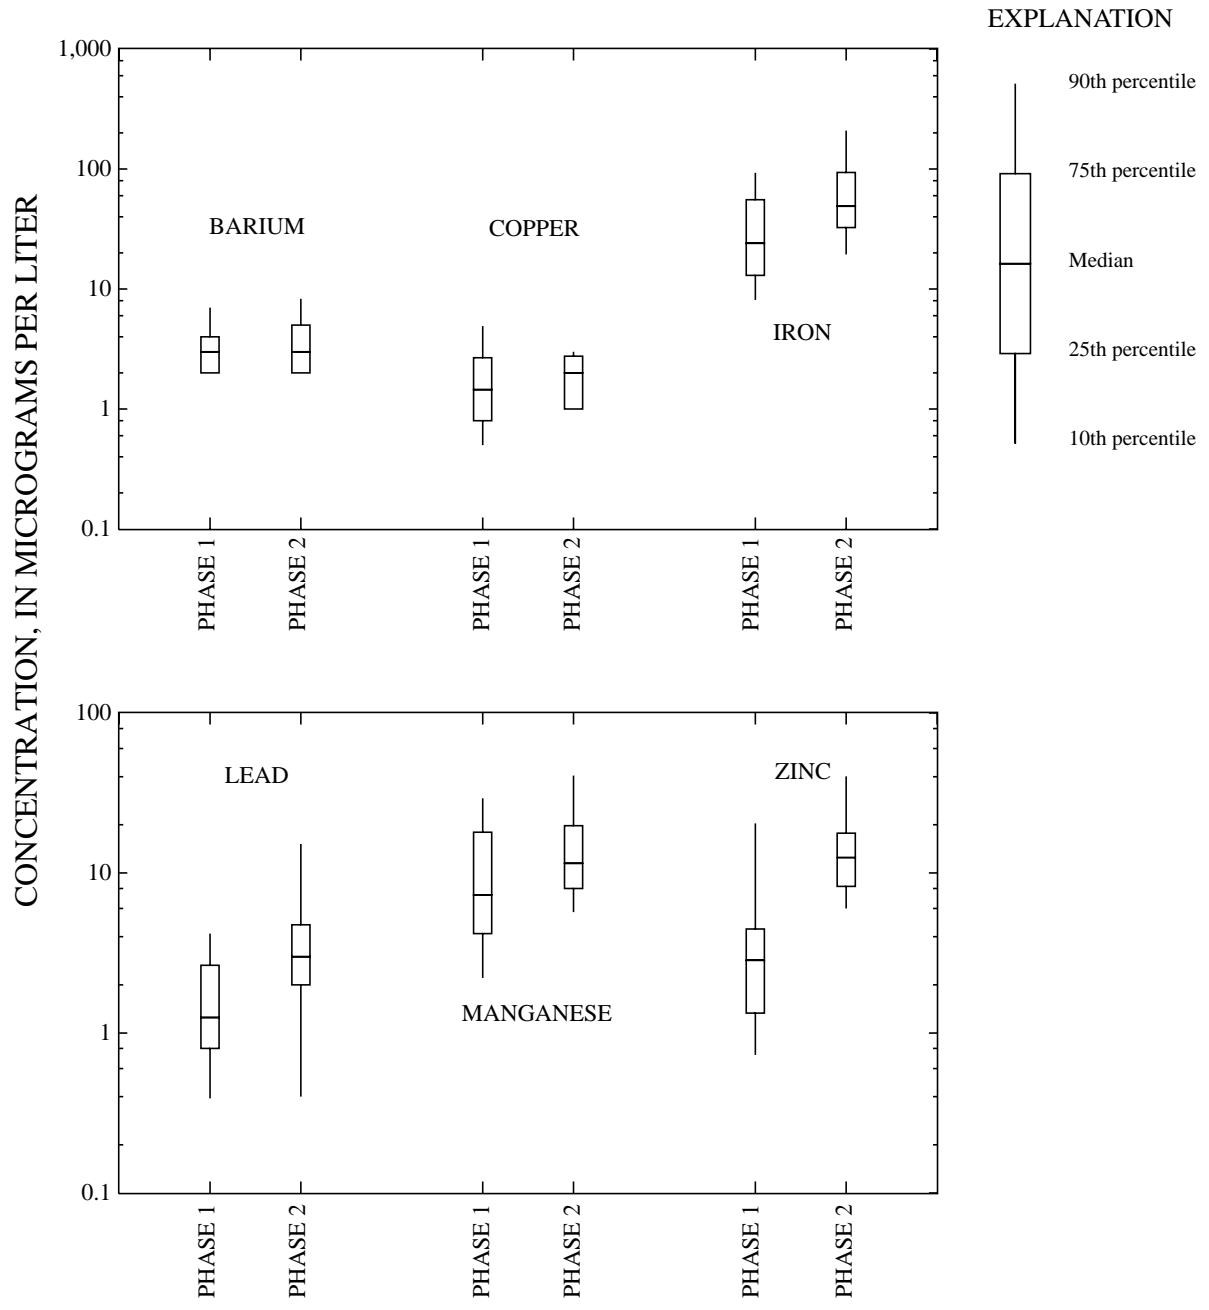 EXPLANATION
90th percentile
75th percentile
Median
25th percentile
10th percentile
CONCENTRATION, IN MICROGRAMS PER LITER
1,000
100
10
1
0.1
BARIUM
COPPER
IRON
PHASE 1
PHASE 2
PHASE 1
PHASE 2
PHASE 1
PHASE 2
100
10
1
0.1
LEAD
ZINC
MANGANESE
PHASE 1
PHASE 2
PHASE 1
PHASE 2
PHASE 1
PHASE 2